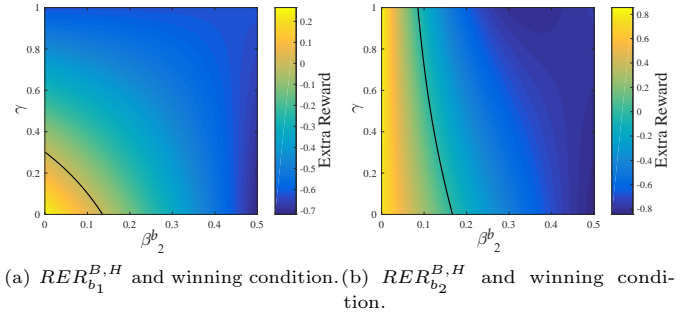 1
0.8
0.6
0.4
0.2
0
γ
0 0.1 0.2 0.3 0.4 0.5
β^b_2
0.2
0.1
0
-0.1
-0.2
-0.3
-0.4
-0.5
-0.6
-0.7
Extra Reward
1
0.8
0.6
0.4
0.2
0
γ
0 0.1 0.2 0.3 0.4 0.5
β^b_2
0.8
0.6
0.4
0.2
0
-0.2
-0.4
-0.6
-0.8
Extra Reward
(a) RER^{B,H}_{b_1} and winning condition.
(b) RER^{B,H}_{b_2} and winning condi-
tion.